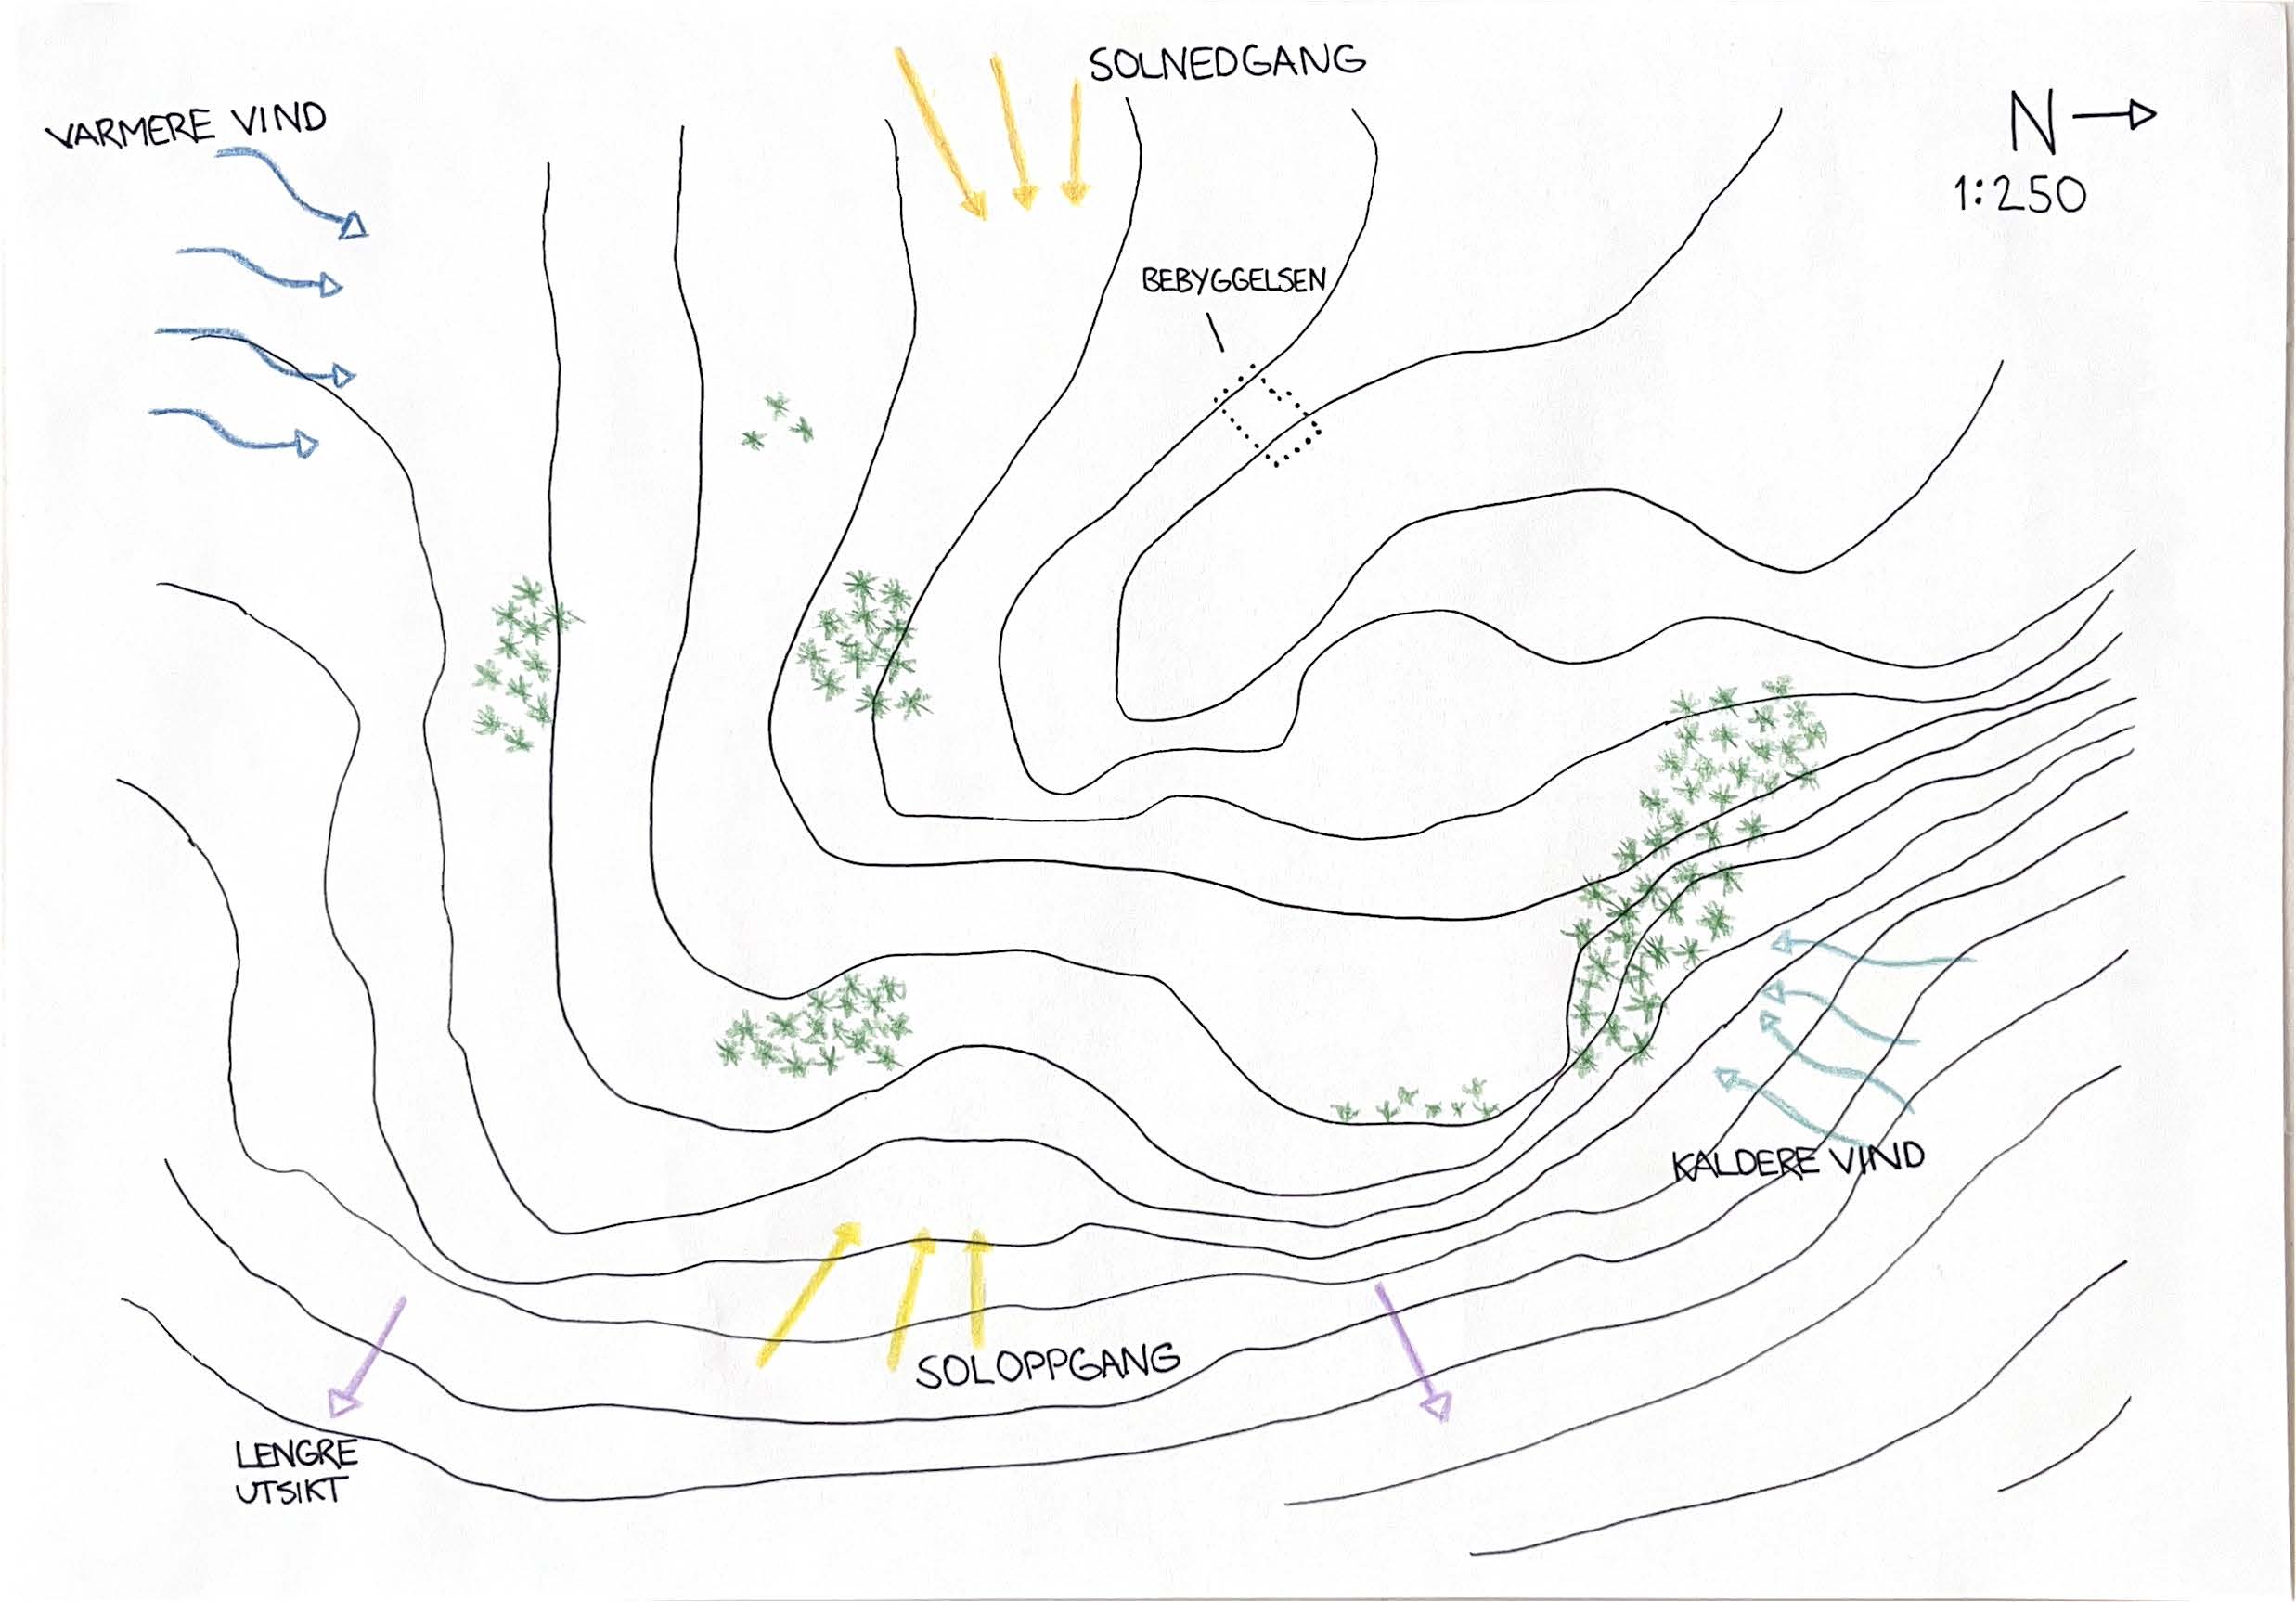 SOLNEDGANG
VARMERE VIND
N
1:250
BEBYGGELSEN
KALDERE VIND
SOLOPPGANG
LENGRE
UTSIKT